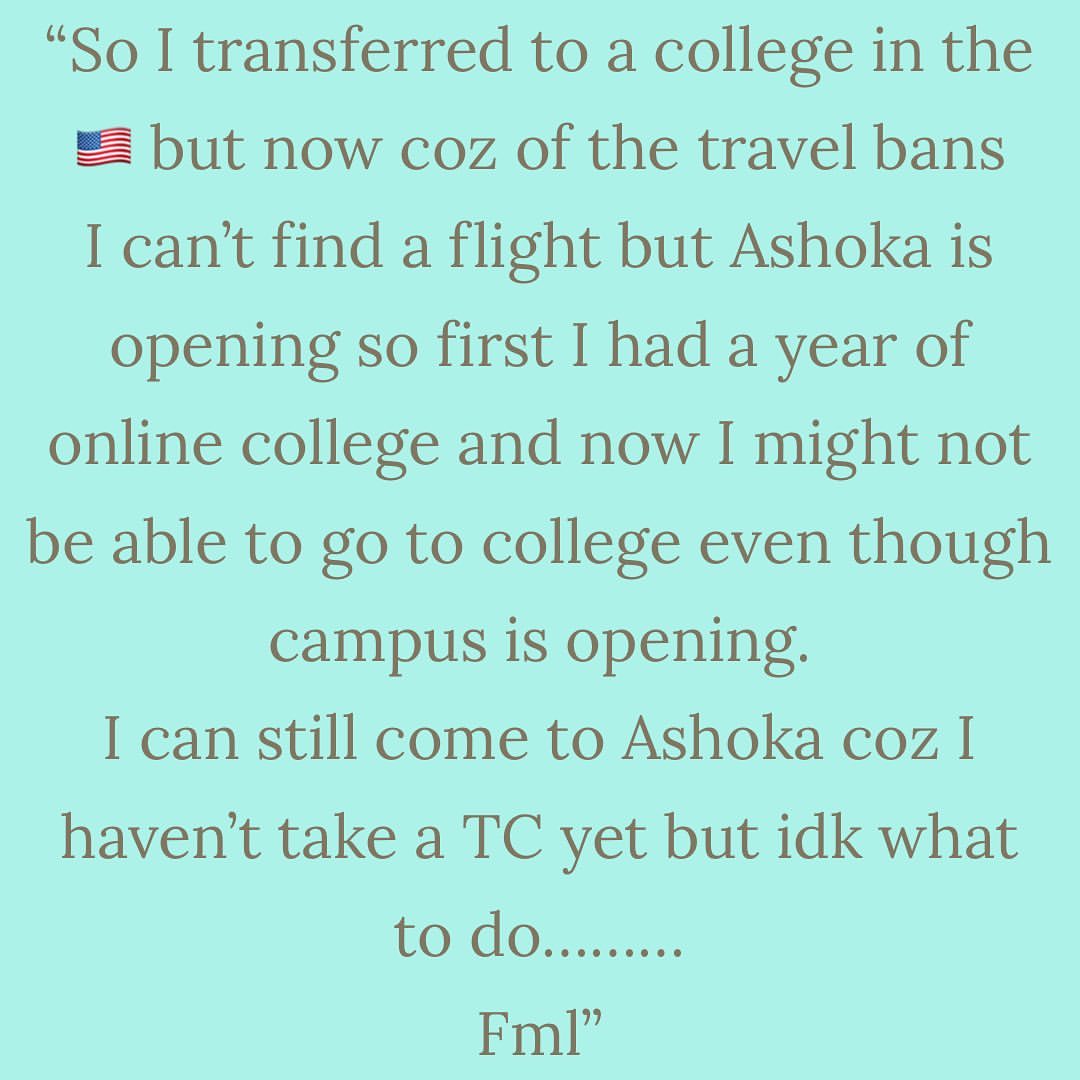 “So I transferred to a college in the
🇺🇸 but now coz of the travel bans
I can’t find a flight but Ashoka is
opening so first I had a year of
online college and now I might not
be able to go to college even though
campus is opening.
I can still come to Ashoka coz I
haven’t take a TC yet but idk what
to do.........
Fml”